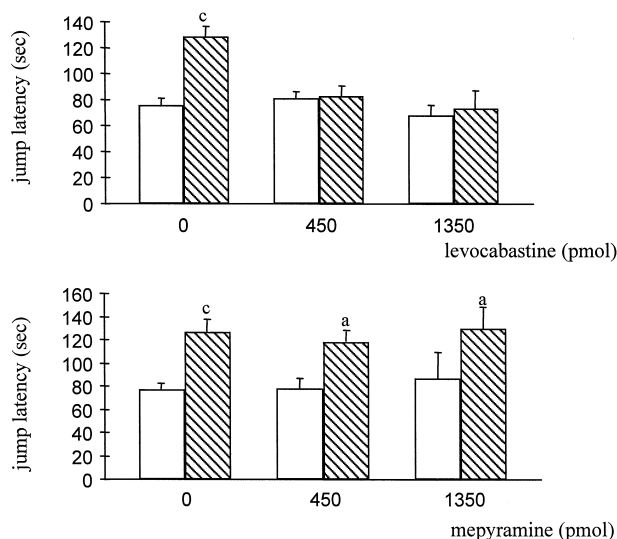 c
140
120
100
80
60
40
20
0
jump latency (sec)
0 450 1350
levocabastine (pmol)
c
a
a
160
140
120
100
80
60
40
20
0
jump latency (sec)
0 450 1350
mepyramine (pmol)